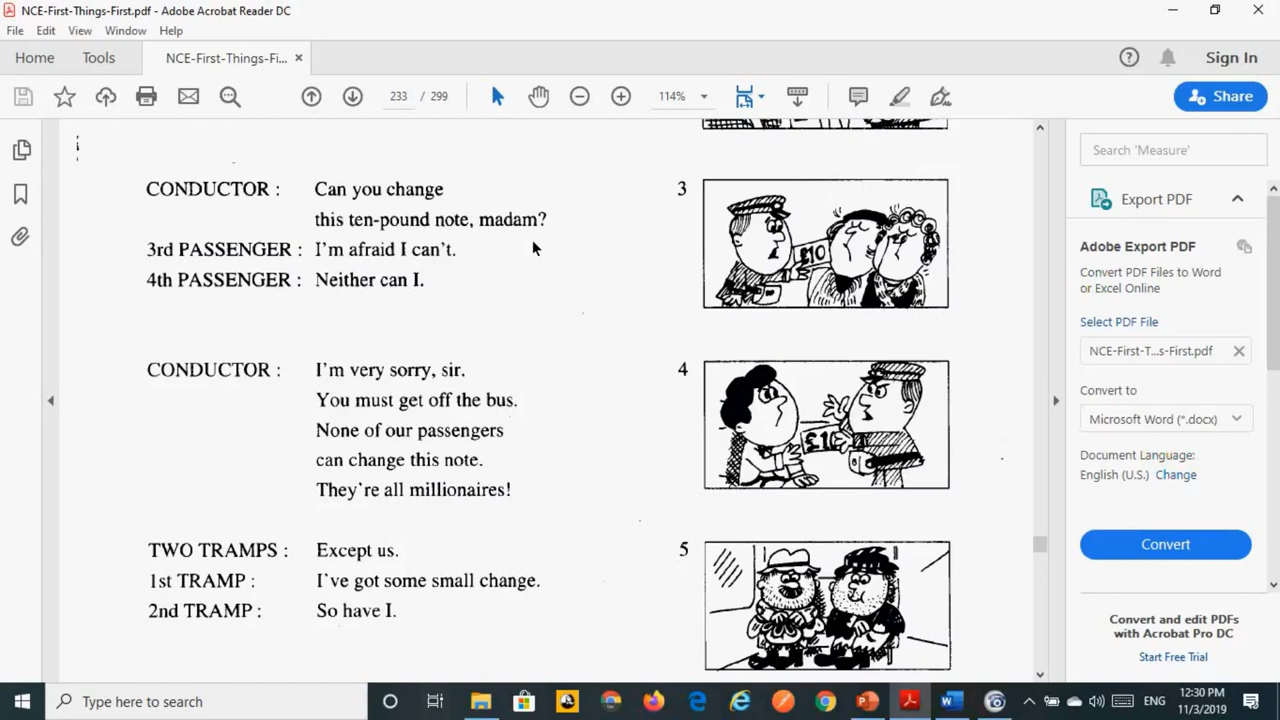 NCE-First-Things-First.pdf - Adobe Acrobat Reader DC
File Edit View Window Help
Home Tools NCE-First-Things-Fi... × Sign In
233 / 299 114% Share
CONDUCTOR : Can you change
this ten-pound note, madam?
3rd PASSENGER : I'm afraid I can't.
4th PASSENGER : Neither can I.
3
£10
CONDUCTOR : I'm very sorry, sir.
You must get off the bus.
None of our passengers
can change this note.
They're all millionaires!
4
£10
TWO TRAMPS : Except us.
1st TRAMP : I've got some small change.
2nd TRAMP : So have I.
5
Search 'Measure'
Export PDF
Adobe Export PDF
Convert PDF Files to Word
or Excel Online
Select PDF File
NCE-First-T...s-First.pdf ×
Convert to
Microsoft Word (*.docx)
Document Language:
English (U.S.) Change
Convert
Convert and edit PDFs
with Acrobat Pro DC
Start Free Trial
Type here to search
ENG
12:30 PM
11/3/2019